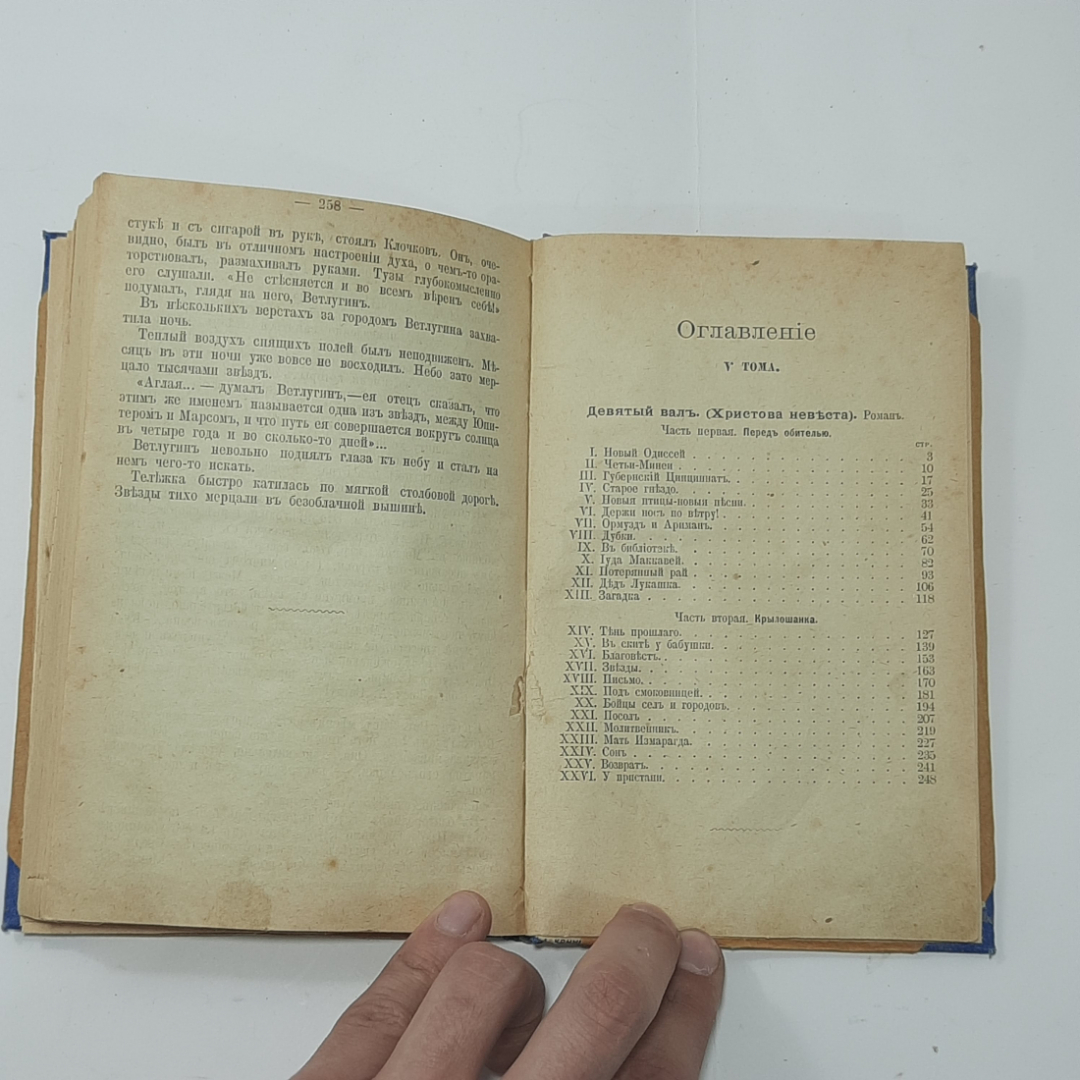 — 258 —
стукѣ и съ сигарой въ рукѣ, стоялъ Клочковъ. Онъ, оче-
видно, былъ въ отличномъ настроеніи духа, о чемъ-то ора-
торствовалъ, размахивалъ руками. Тузы глубокомысленно
его слушали. «Не стѣсняется и во всемъ вѣренъ себѣ!»
подумалъ, глядя на него, Ветлугинъ.
Въ нѣсколькихъ верстахъ за городомъ Ветлугина захва-
тила ночь.
Теплый воздухъ спящихъ полей былъ неподвиженъ. Мѣ-
сяцъ въ эти ночи уже вовсе не восходилъ. Небо зато мер-
цало тысячами звѣздъ.
«Аглая... — думалъ Ветлугинъ,—ея отецъ сказалъ, что
этимъ же именемъ называется одна изъ звѣздъ, между Юпи-
теромъ и Марсомъ, и что путь ея совершается вокругъ солнца
въ четыре года и во сколько-то дней»...
Ветлугинъ невольно поднялъ глаза къ небу и сталъ на
немъ чего-то искать.
Телѣжка быстро катилась по мягкой столбовой дорогѣ.
Звѣзды тихо мерцали въ безоблачной вышинѣ.
Оглавленіе
V ТОМА.
Девятый валъ. (Христова невѣста). Романъ.
Часть первая. Передъ обителью.
СТР.
I. Новый Одиссей . . . 3
II. Четьи-Минеи . . . 10
III. Губернскій Цинциннатъ. . . . 17
IV. Старое гнѣздо. . . . 25
V. Новыя птицы-новыя пѣсни. . . . 33
VI. Держи носъ по вѣтру! . . . 41
VII. Ормуздъ и Ариманъ. . . . 54
VIII. Дубки. . . . 62
IX. Въ библіотекѣ. . . . 70
X. Іуда Маккавей. . . . 82
XI. Потерянный рай . . . 93
XII. Дѣдъ Лукашка. . . . 106
XIII. Загадка . . . 118
Часть вторая. Крылошанка.
XIV. Тѣнь прошлаго. . . . 127
XV. Въ скитѣ у бабушки. . . . 139
XVI. Благовѣстъ. . . . 153
XVII. Звѣзды. . . . 163
XVIII. Письмо. . . . 170
XIX. Подъ смоковницей. . . . 181
XX. Бойцы селъ и городовъ. . . . 194
XXI. Посолъ . . . 207
XXII. Молитвенникъ. . . . 219
XXIII. Мать Измарагда. . . . 227
XXIV. Сонъ . . . 235
XXV. Возвратъ. . . . 241
XXVI. У пристани. . . . 248